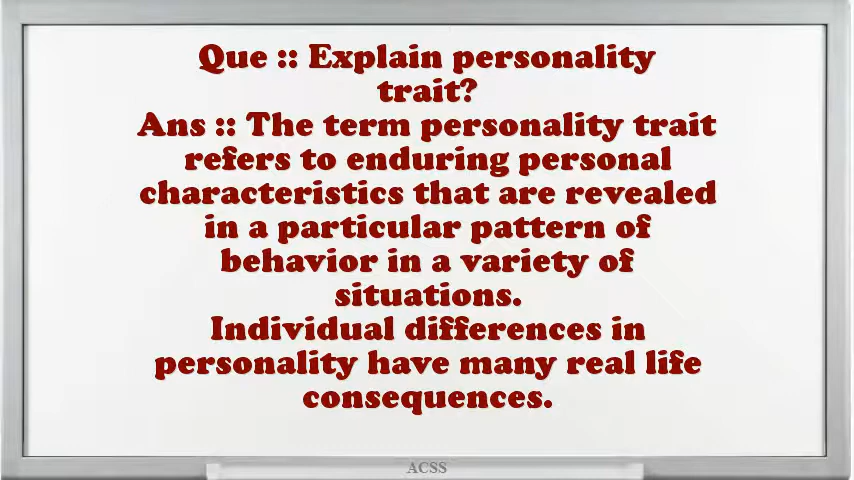 Que :: Explain personality
trait?
Ans :: The term personality trait
refers to enduring personal
characteristics that are revealed
in a particular pattern of
behavior in a variety of
situations.
Individual differences in
personality have many real life
consequences.
ACSS